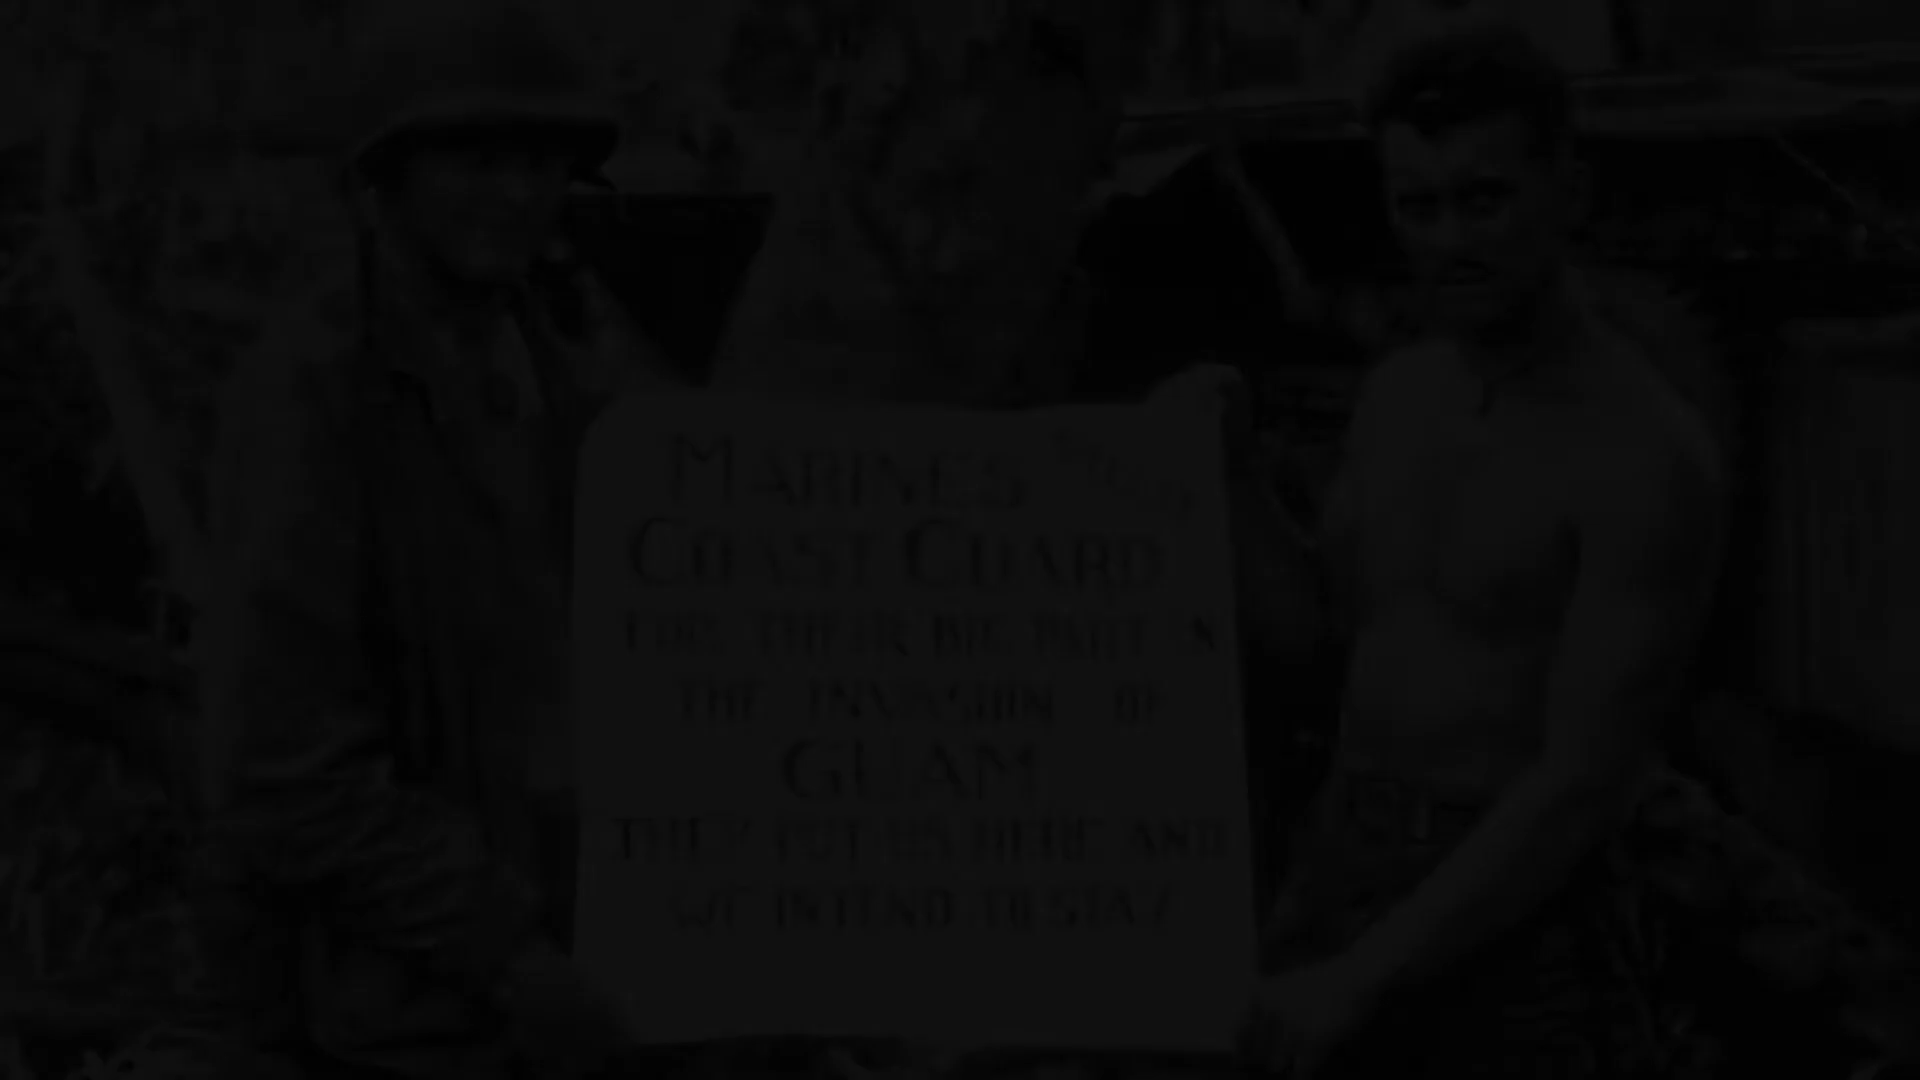 MARINES
COAST GUARD
FOR THEIR BIG PART IN
THE INVASION OF
GUAM
THEY PUT US HERE AND
WE INTEND TO STAY